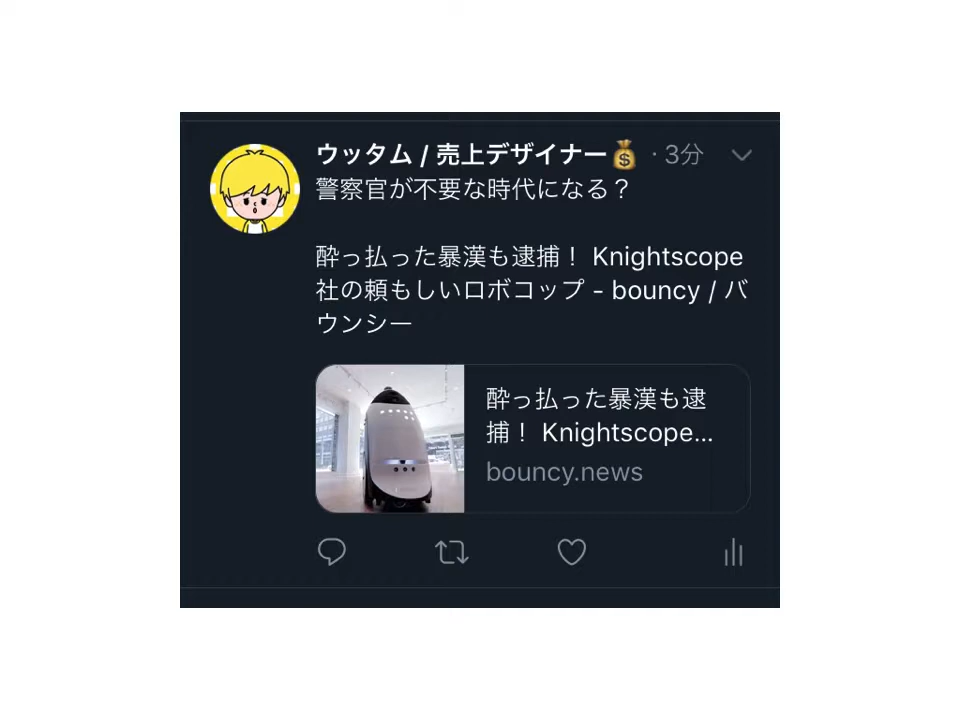 ウッタム / 売上デザイナー💰 · 3分
警察官が不要な時代になる？
酔っ払った暴漢も逮捕！ Knightscope
社の頼もしいロボコップ - bouncy / バ
ウンシー
酔っ払った暴漢も逮
捕！ Knightscope...
bouncy.news